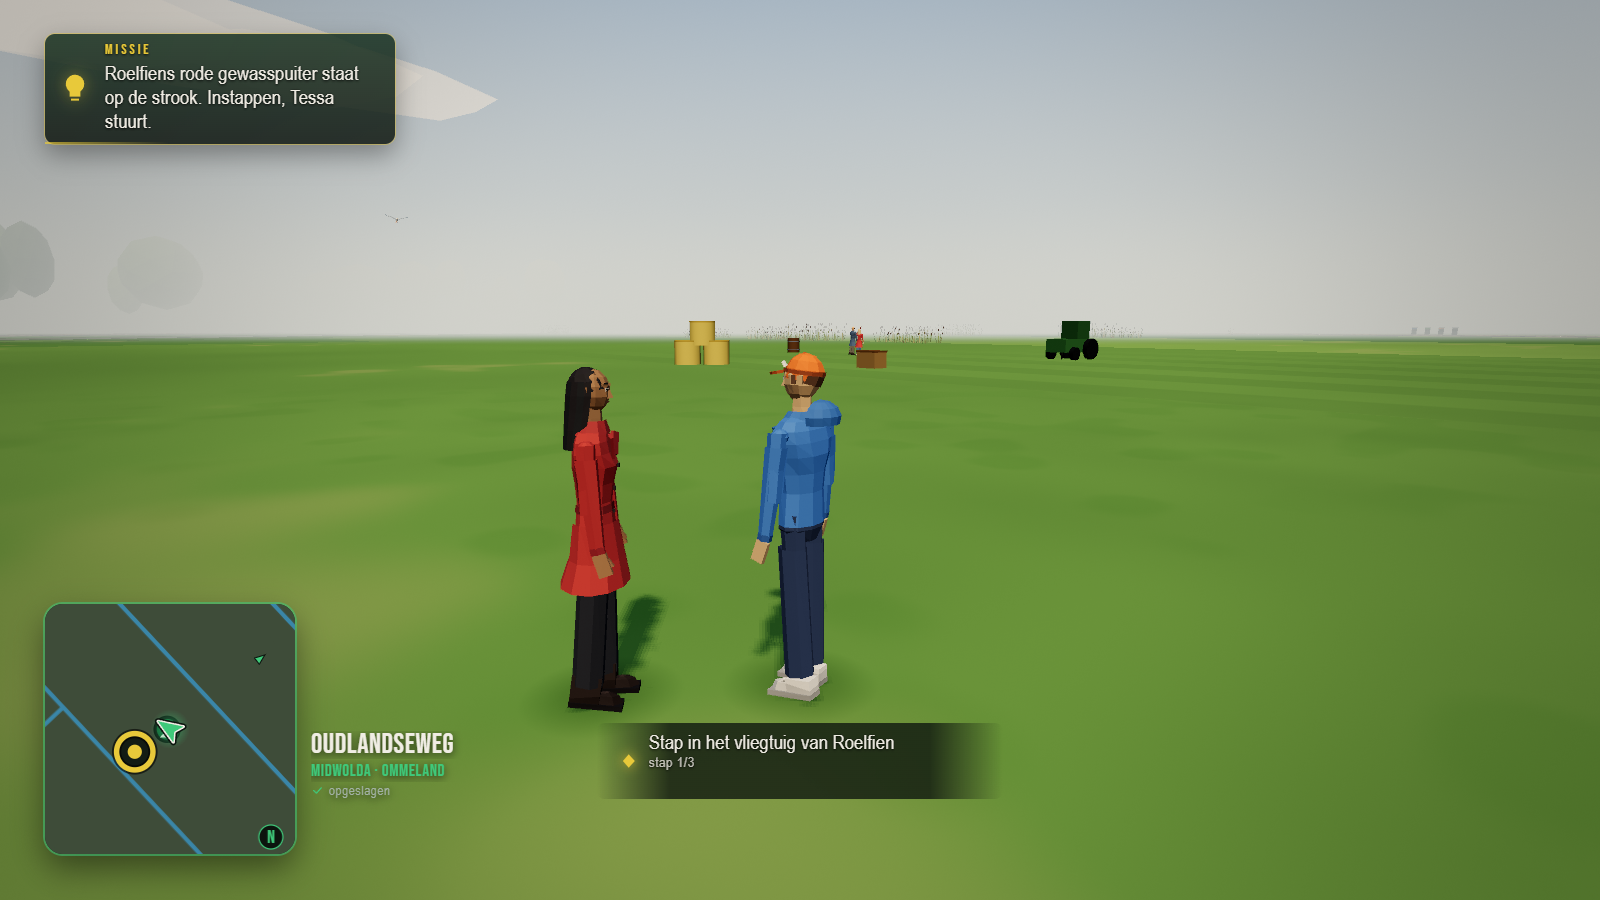 MISSIE
Roelfiens rode gewasspuiter staat
op de strook. Instappen, Tessa
stuurt.
OUDLANDSEWEG
MIDWOLDA · OMMELAND
opgeslagen
Stap in het vliegtuig van Roelfien
stap 1/3
N